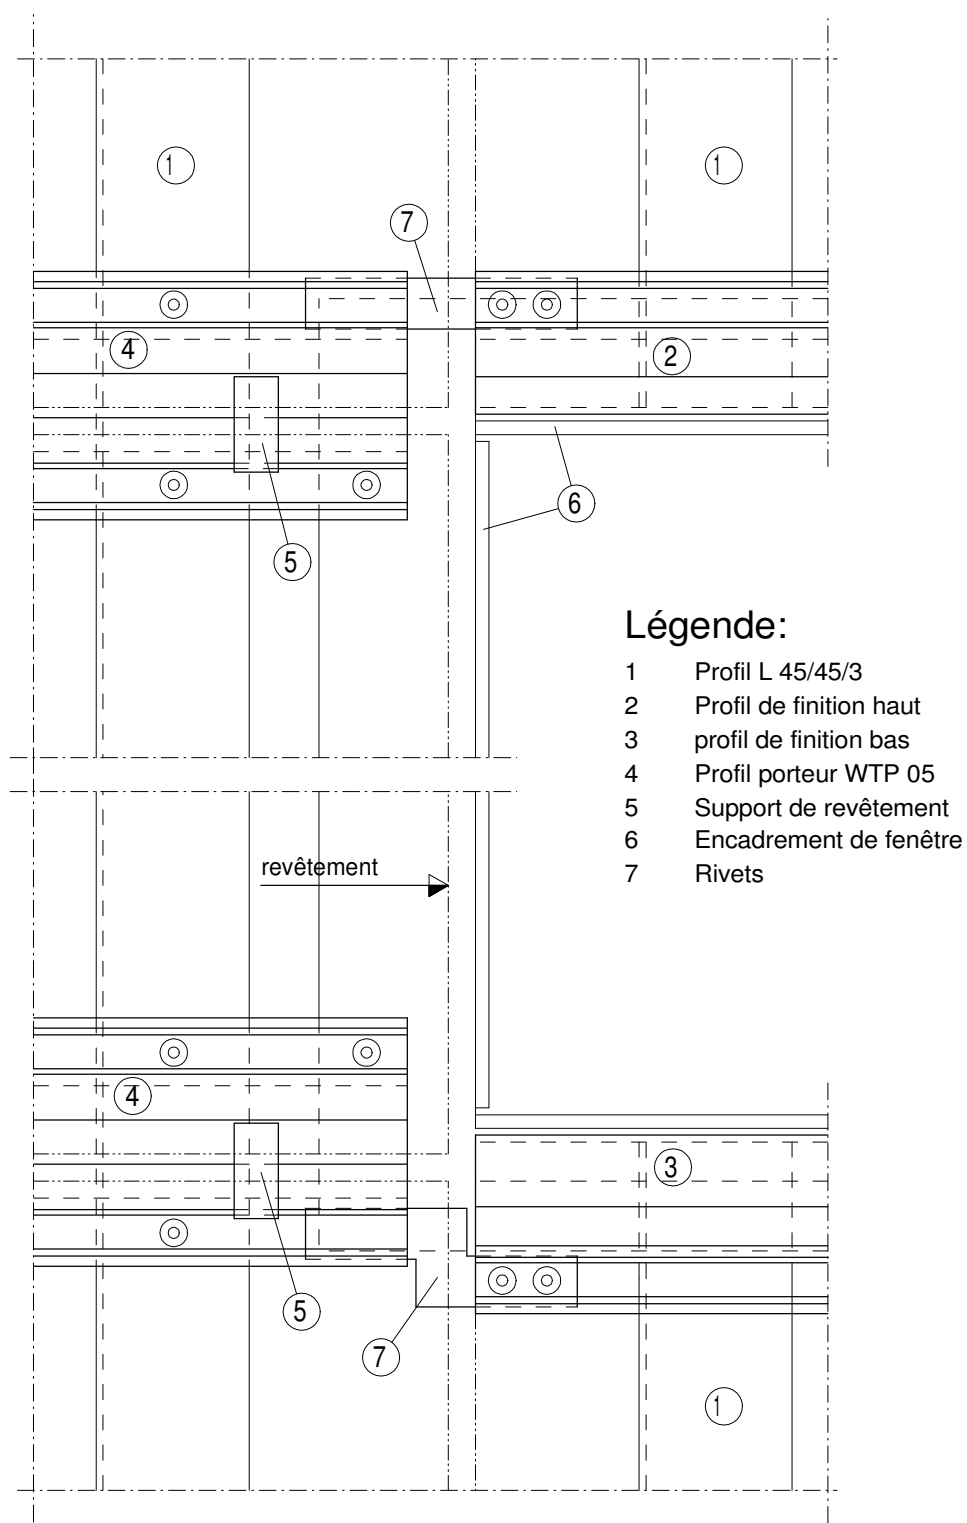 1
1
7
4
2
6
5
Légende:
1 Profil L 45/45/3
2 Profil de finition haut
3 profil de finition bas
4 Profil porteur WTP 05
5 Support de revêtement
6 Encadrement de fenêtre
7 Rivets
revêtement
4
3
5
7
1